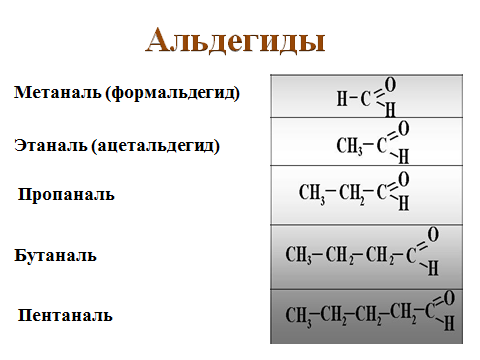 Альдегиды
Метаналь (формальдегид)
H–C=O
H
Этаналь (ацетальдегид)
CH₃–C=O
H
Пропаналь
CH₃–CH₂–C=O
H
Бутаналь
CH₃–CH₂–CH₂–C=O
H
Пентаналь
CH₃–CH₂–CH₂–CH₂–C=O
H